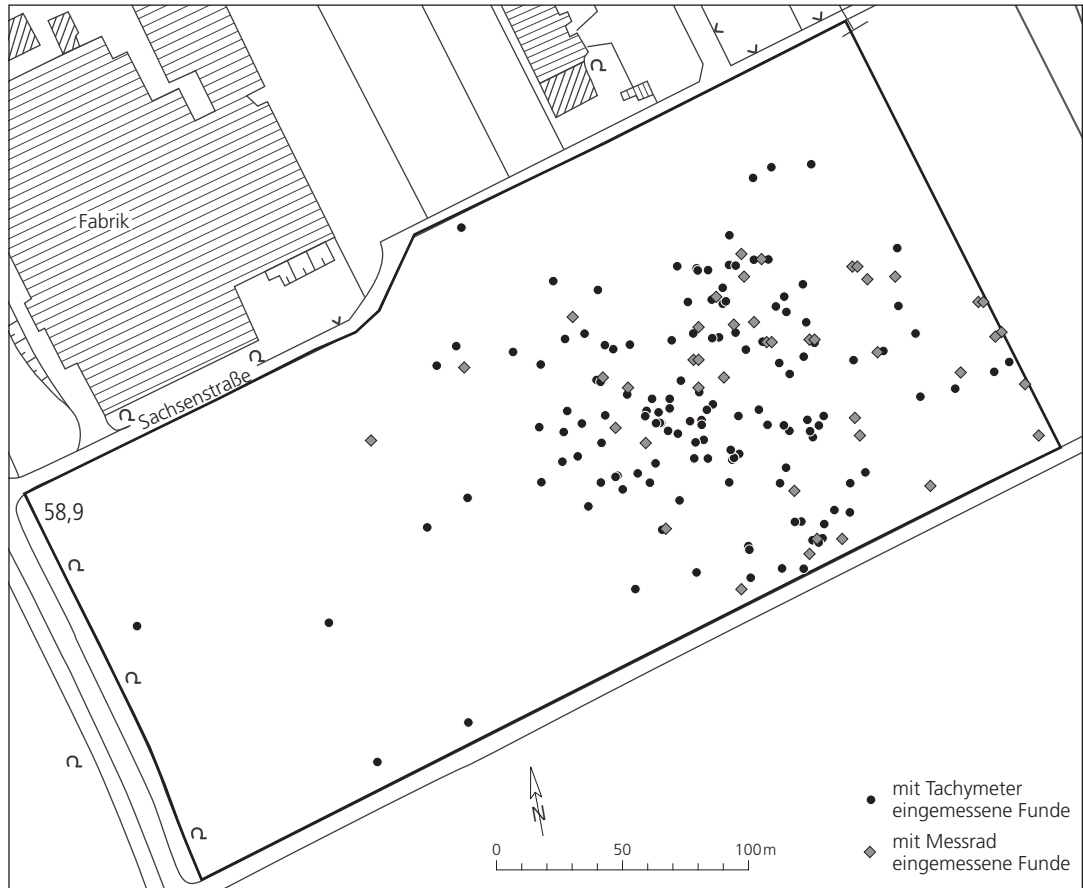 Fabrik
Sachsenstraße
58,9
N
0 50 100 m
mit Tachymeter
eingemessene Funde
mit Messrad
eingemessene Funde